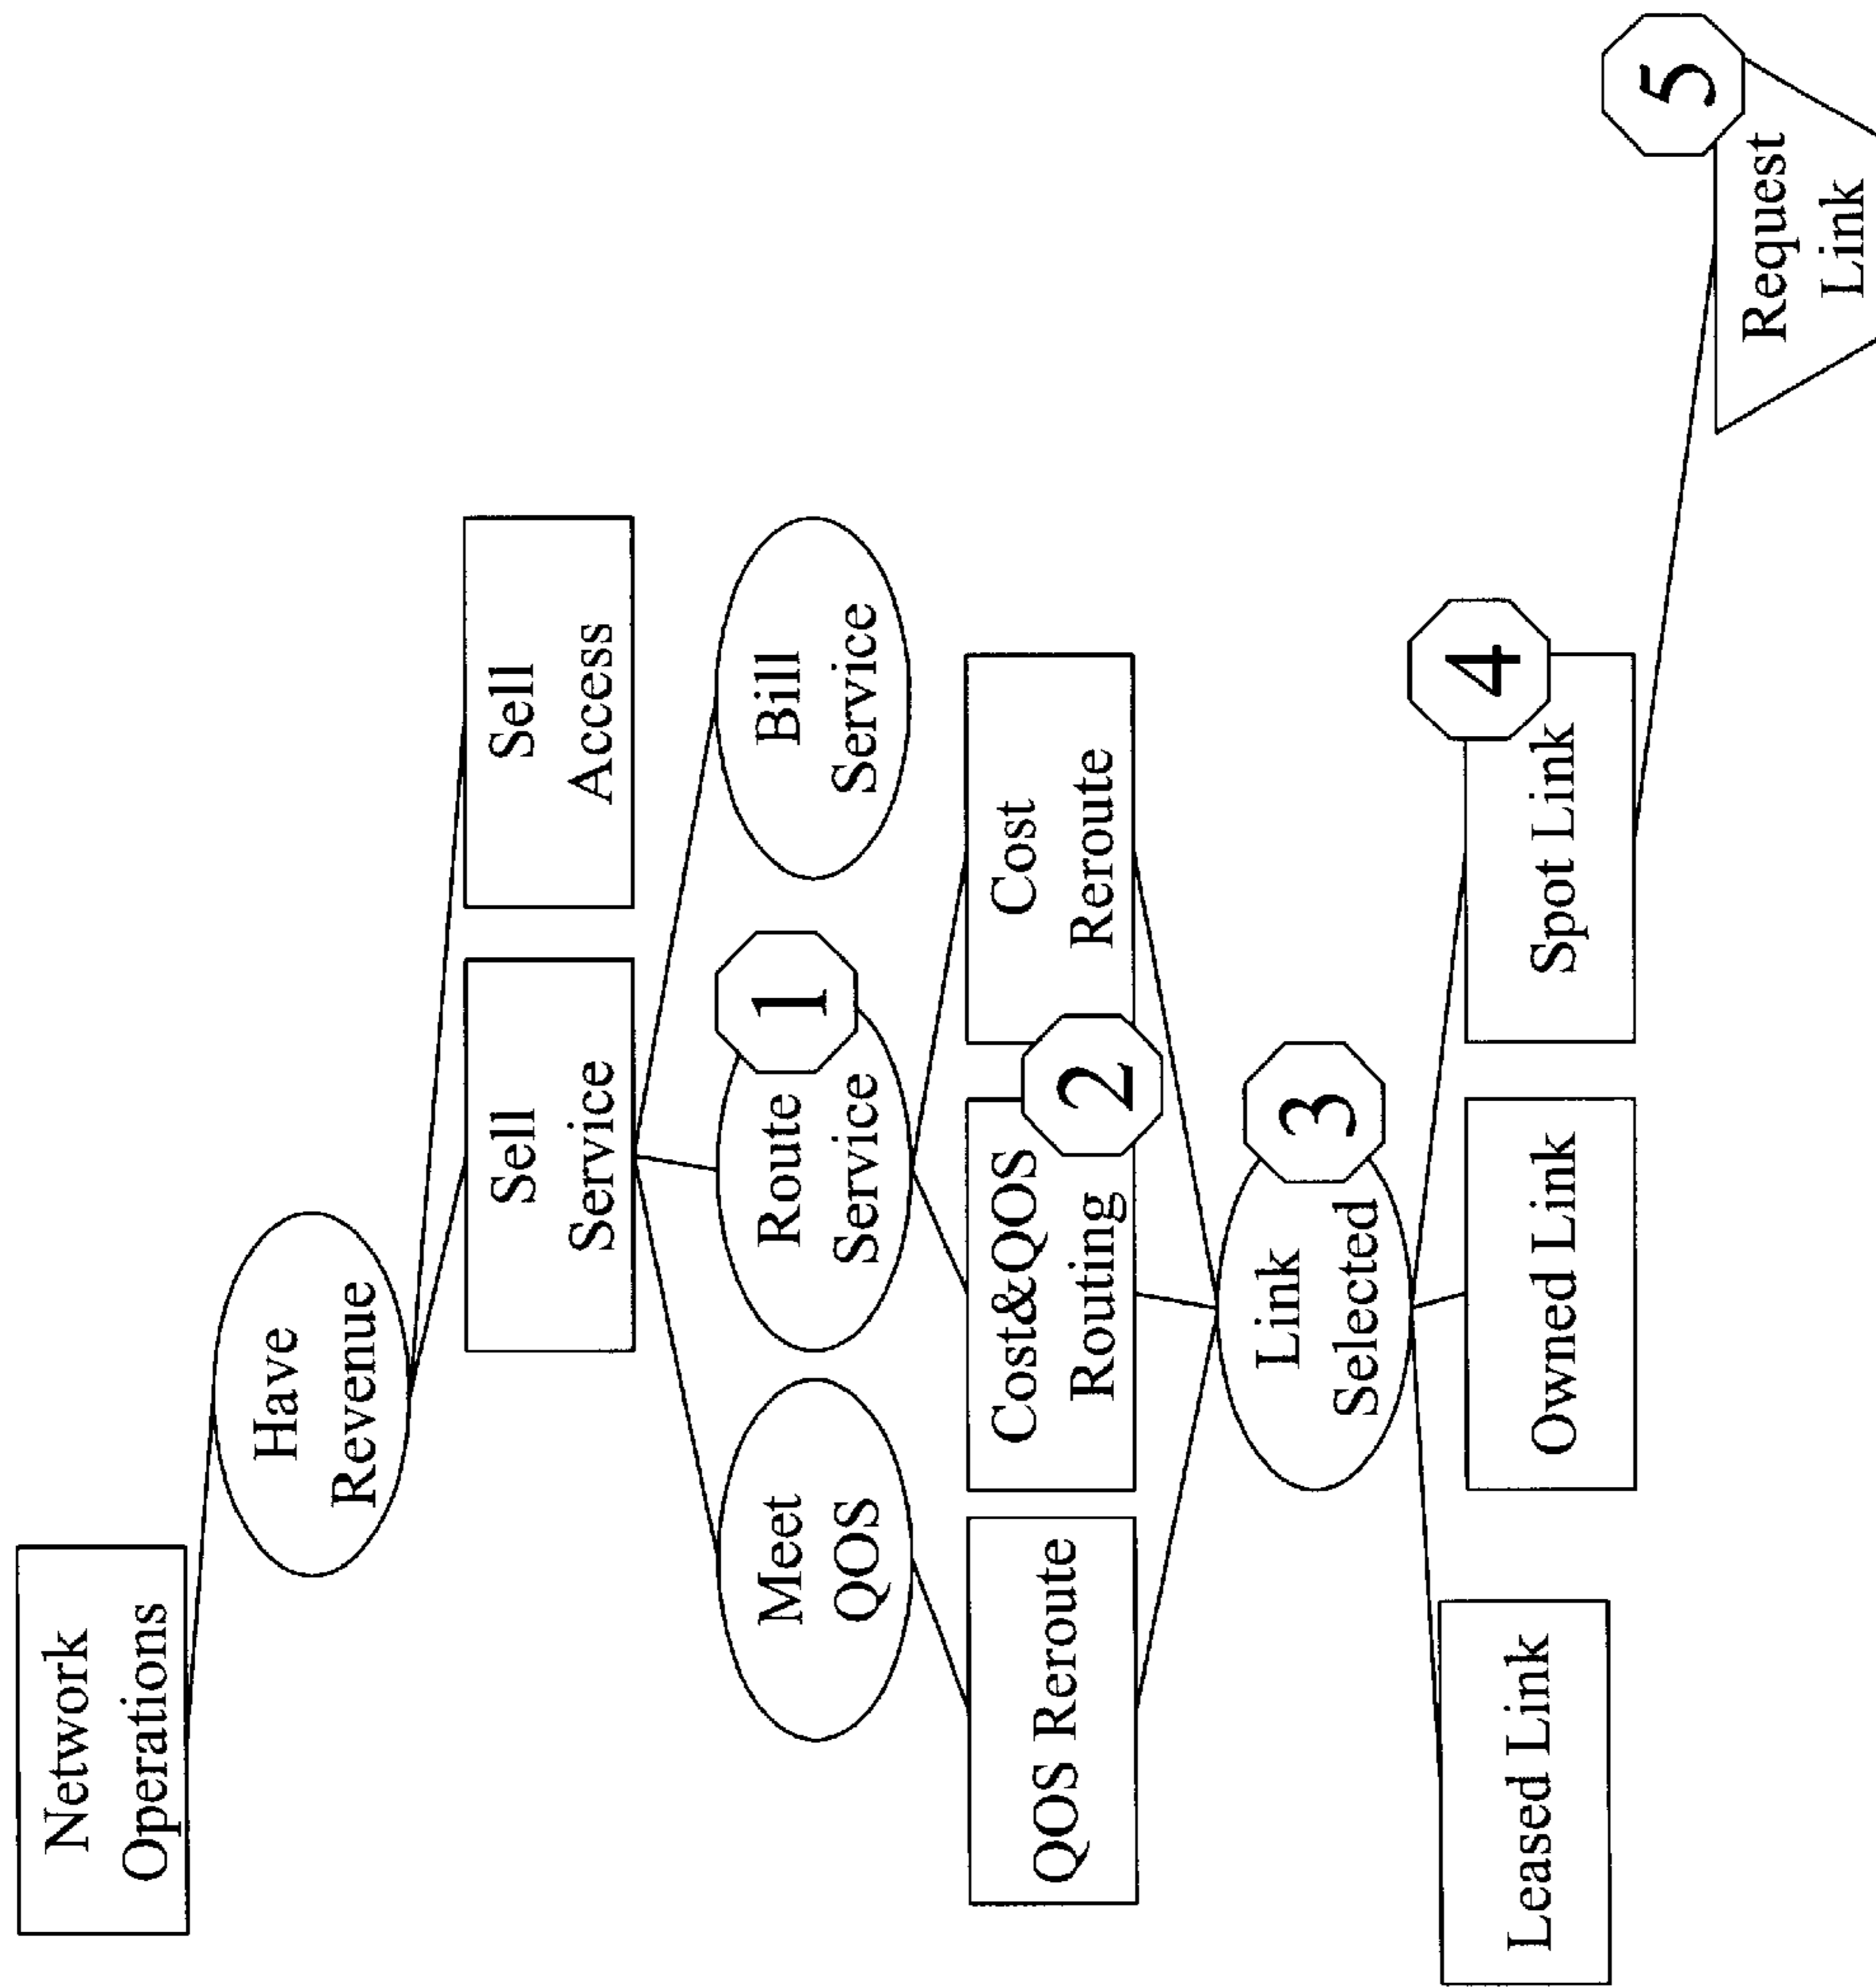 Network
Operations
Have
Revenue
Sell
Service
Sell
Access
Meet
QOS
Route
Service
1
Bill
Service
QOS Reroute
Cost&QOS
Routing
2
Cost
Reroute
Link
Selected
3
Leased Link
Owned Link
Spot Link
4
Request
Link
5